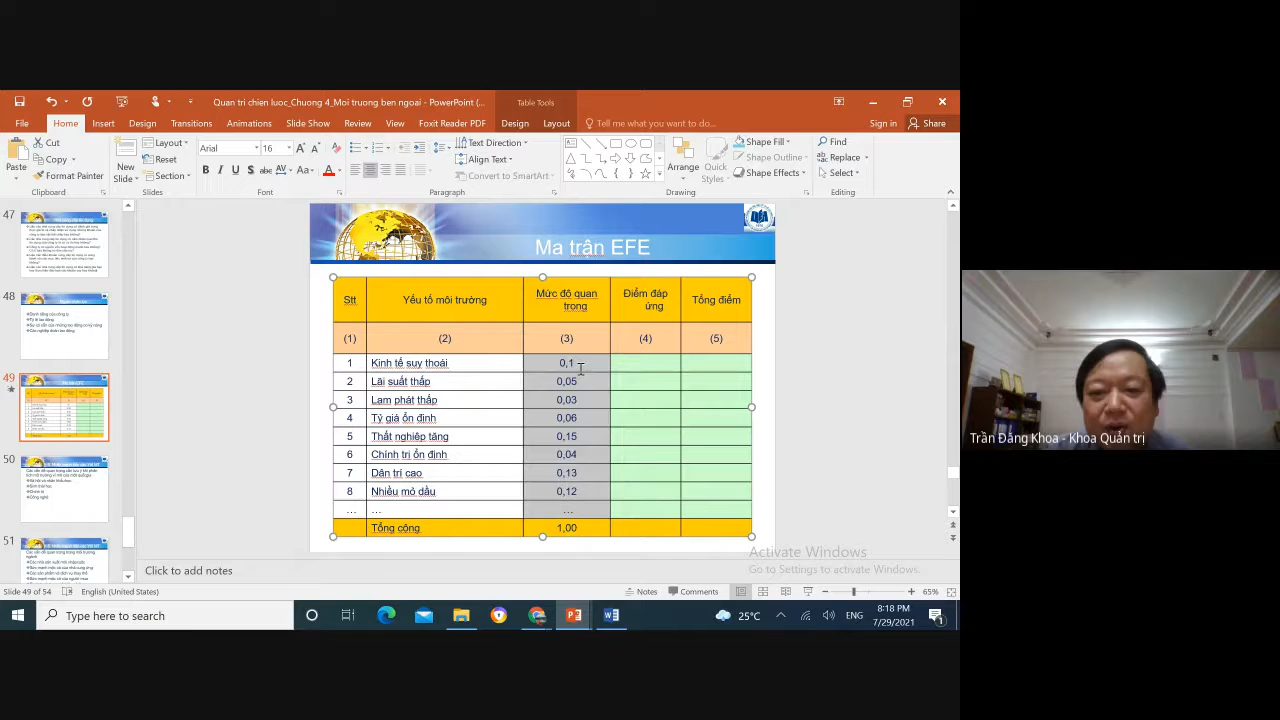 Quan tri chien luoc_Chuong 4_Moi truong ben ngoai - PowerPoint (...
Table Tools
File Home Insert Design Transitions Animations Slide Show Review View Foxit Reader PDF Design Layout Tell me what you want to do... Sign in Share
Paste
Cut
Copy
Format Painter
Clipboard
New
Slide
Layout
Reset
Section
Slides
Arial 16
B I U S abc AV Aa A
Font
Text Direction
Align Text
Convert to SmartArt
Paragraph
Arrange
Quick
Styles
Shape Fill
Shape Outline
Shape Effects
Drawing
Find
Replace
Select
Editing
47
48
49
50
51
Ma trận EFE
Stt Yếu tố môi trường Mức độ quan trọng Điểm đáp ứng Tổng điểm
(1) (2) (3) (4) (5)
1 Kinh tế suy thoái 0,1
2 Lãi suất thấp 0,05
3 Lạm phát thấp 0,03
4 Tỷ giá ổn định 0,06
5 Thất nghiệp tăng 0,15
6 Chính trị ổn định 0,04
7 Dân trí cao 0,13
8 Nhiều mỏ dầu 0,12
... ... ...
Tổng cộng 1,00
Trần Đăng Khoa - Khoa Quản trị
Activate Windows
Go to Settings to activate Windows.
Click to add notes
Slide 49 of 54 English (United States) Notes Comments 65%
Type here to search
25°C ENG
8:18 PM
7/29/2021